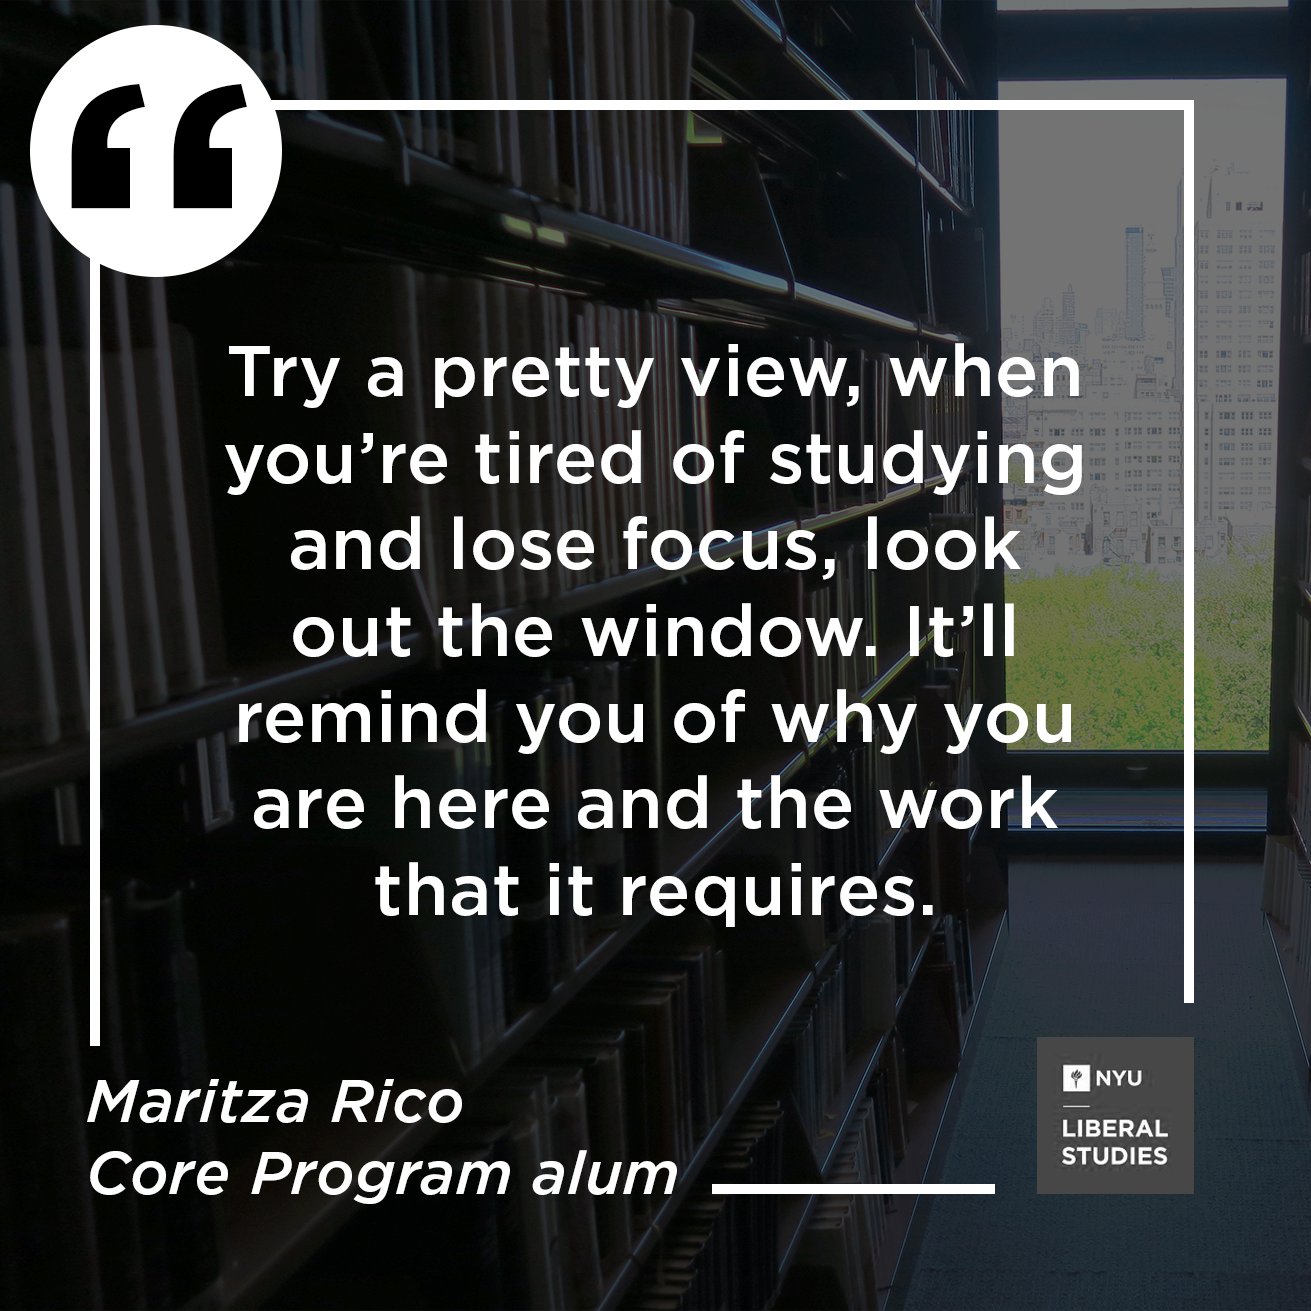 “
Try a pretty view, when
you’re tired of studying
and lose focus, look
out the window. It’ll
remind you of why you
are here and the work
that it requires.
Maritza Rico
Core Program alum
NYU
LIBERAL
STUDIES